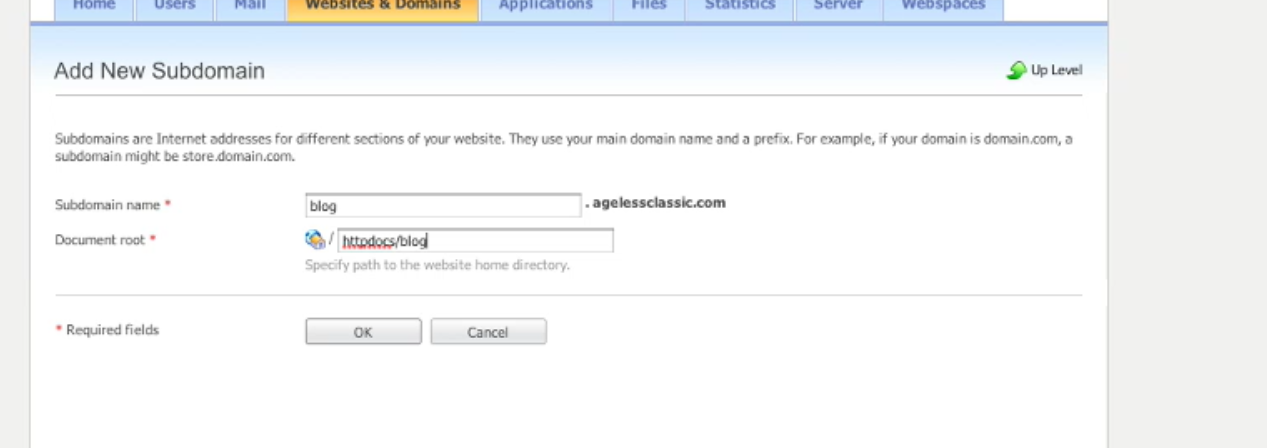 Home Users Mail Websites & Domains Applications Files Statistics Server Webspaces
Add New Subdomain
Up Level
Subdomains are Internet addresses for different sections of your website. They use your main domain name and a prefix. For example, if your domain is domain.com, a
subdomain might be store.domain.com.
Subdomain name * blog . agelessclassic.com
Document root * / httpdocs/blog
Specify path to the website home directory.
* Required fields OK Cancel